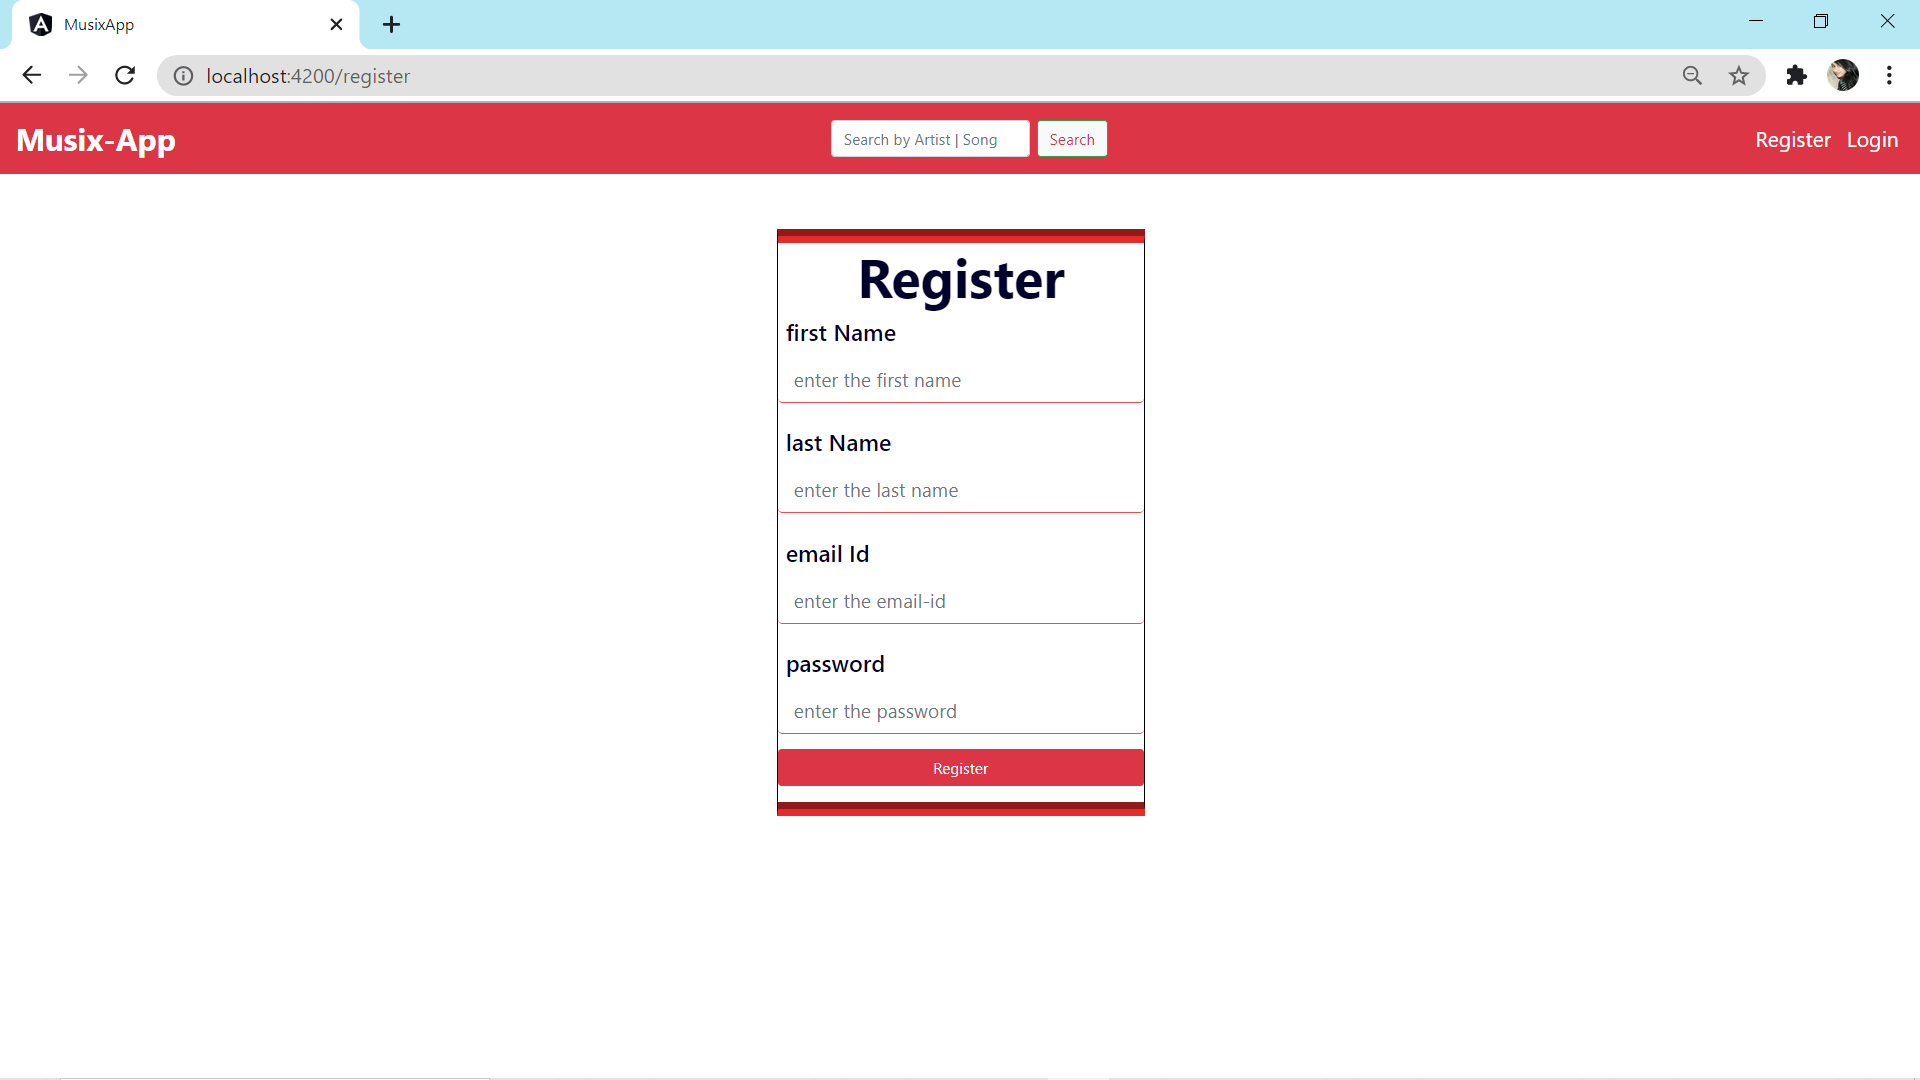 MusixApp
localhost:4200/register
Musix-App
Search by Artist | Song
Search
Register
Login
Register
first Name
enter the first name
last Name
enter the last name
email Id
enter the email-id
password
enter the password
Register